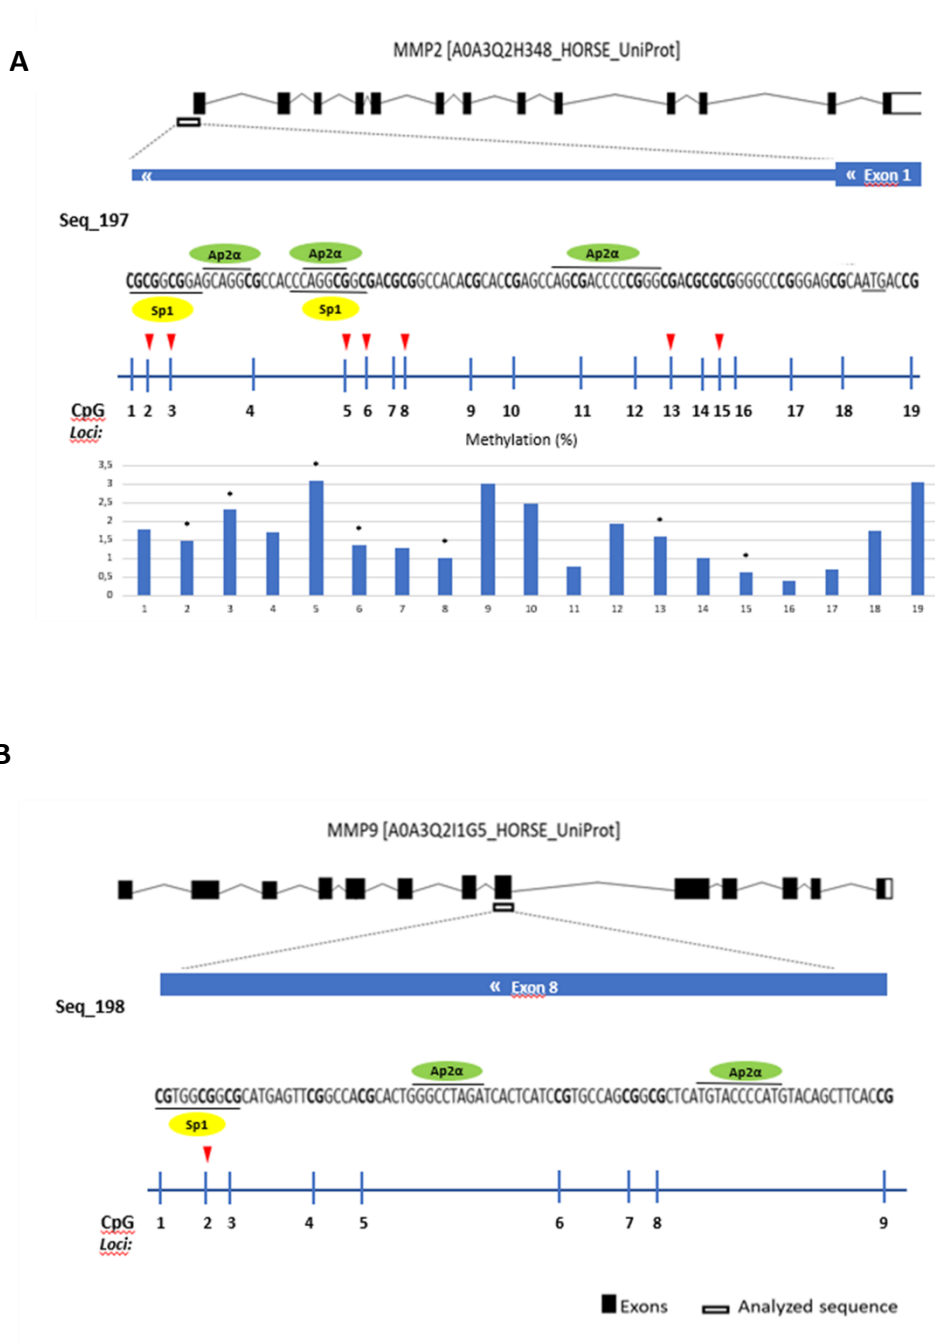 A
MMP2 [A0A3Q2H348_HORSE_UniProt]
« 
« Exon 1
Seq_197
Ap2α Ap2α Ap2α
CGCGGCGGAGCAGGCGCCACCCAGGCGGCGACGCGGCCACACGCACCGAGCCAGCGACCCCCGGGCGACGCGCGGGGCCCGGGAGCGCAATGACCG
Sp1 Sp1
CpG 1 2 3 4 5 6 7 8 9 10 11 12 13 14 15 16 17 18 19
Loci:
Methylation (%)
3,5
3
2,5
2
1,5
1
0,5
0
1 2 3 4 5 6 7 8 9 10 11 12 13 14 15 16 17 18 19
B
MMP9 [A0A3Q2I1G5_HORSE_UniProt]
« Exon 8
Seq_198
Ap2α Ap2α
CGTGGCGGCGCATGAGTTCGGCCACGCACTGGGCCTAGATCACTCATCCGTGCCAGCGGCGCTCATGTACCCCATGTACAGCTTCACCG
Sp1
CpG 1 2 3 4 5 6 7 8 9
Loci:
Exons Analyzed sequence